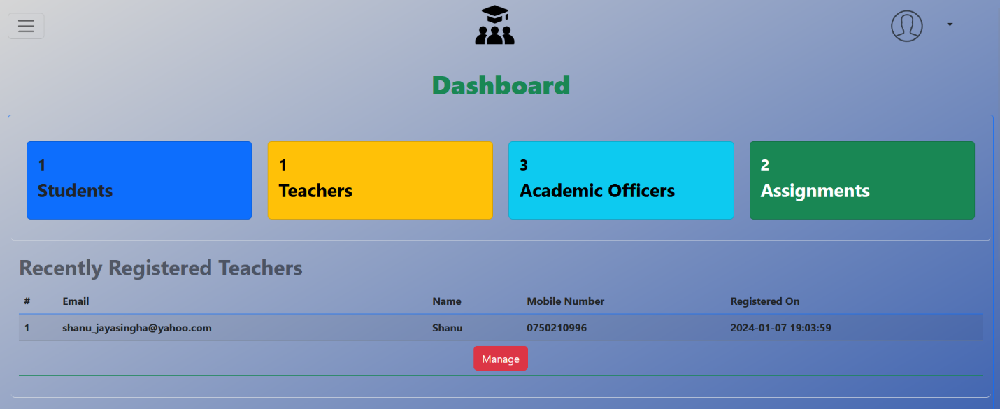 Dashboard
1
Students
1
Teachers
3
Academic Officers
2
Assignments
Recently Registered Teachers
# Email Name Mobile Number Registered On
1 shanu_jayasingha@yahoo.com Shanu 0750210996 2024-01-07 19:03:59
Manage